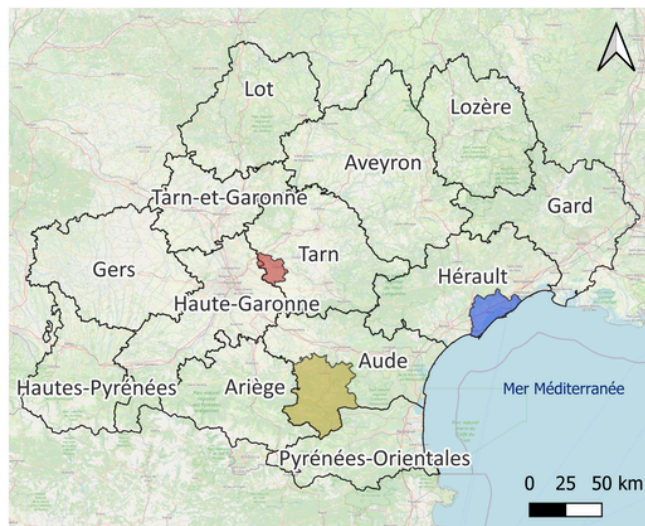 Lot
Lozère
Aveyron
Tarn-et-Garonne
Gard
Gers
Tarn
Hérault
Haute-Garonne
Aude
Hautes-Pyrénées
Ariège
Mer Méditerranée
Pyrénées-Orientales
0 25 50 km